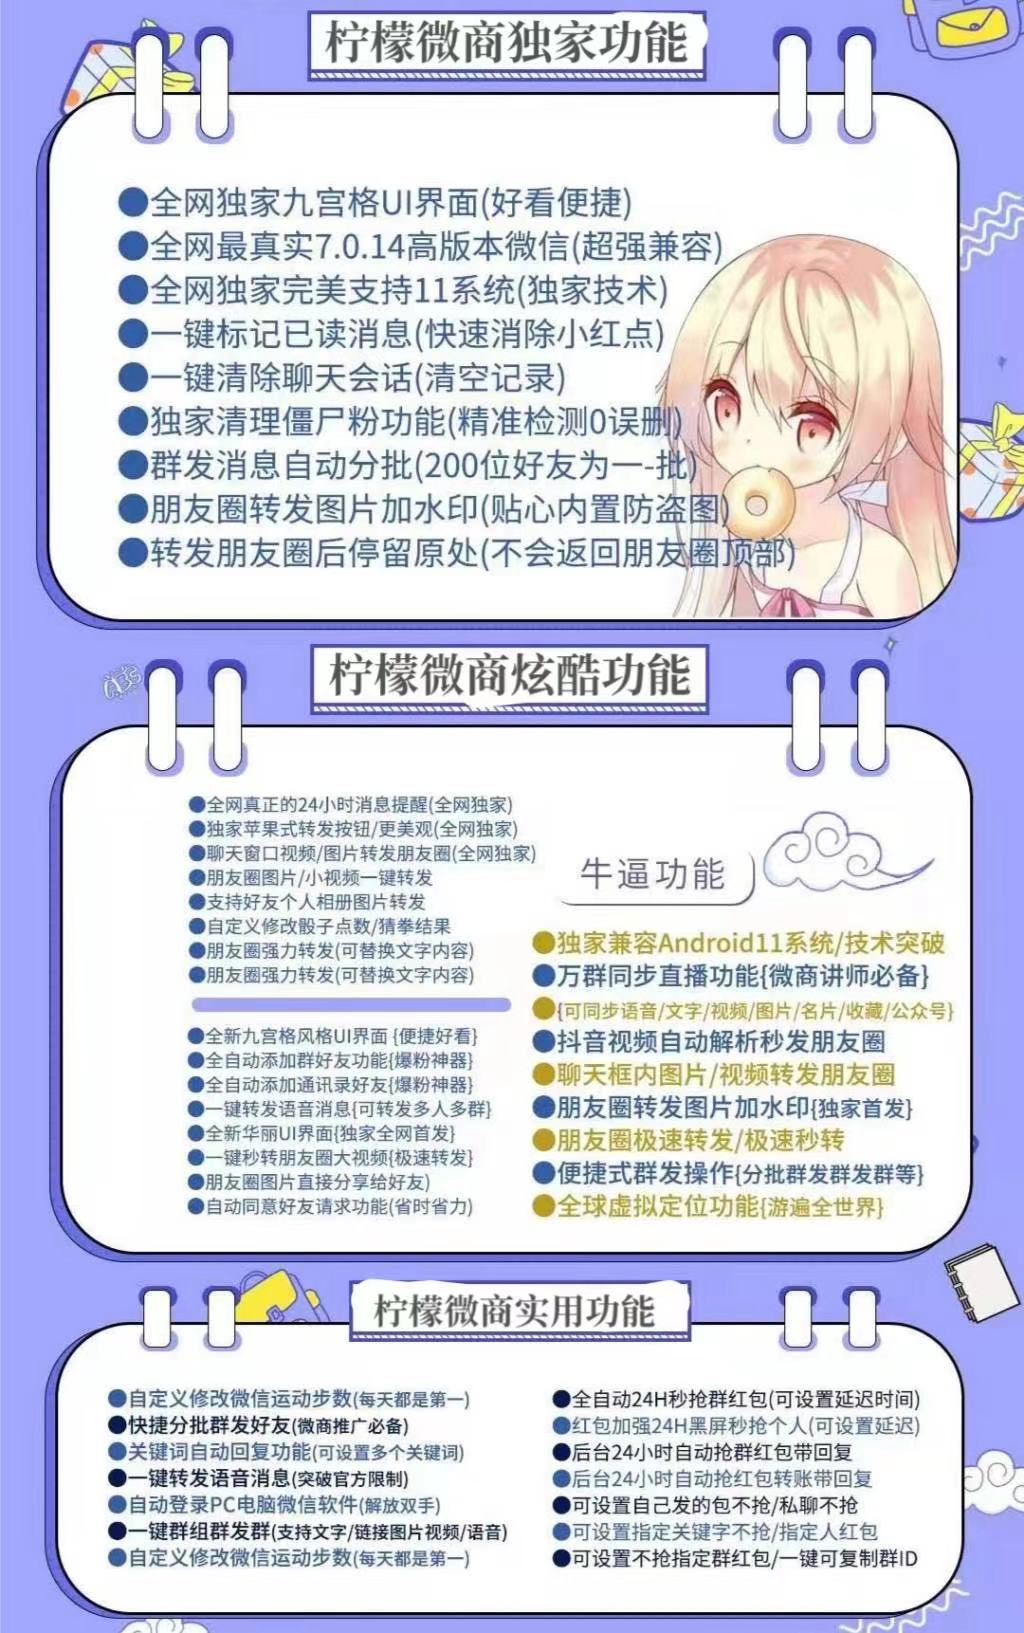 柠檬微商独家功能
●全网独家九宫格UI界面(好看便捷)
●全网最真实7.0.14高版本微信(超强兼容)
●全网独家完美支持11系统(独家技术)
●一键标记已读消息(快速消除小红点)
●一键清除聊天会话(清空记录)
●独家清理僵尸粉功能(精准检测0误删)
●群发消息自动分批(200位好友为一-批)
●朋友圈转发图片加水印(贴心内置防盗图)
●转发朋友圈后停留原处(不会返回朋友圈顶部)
柠檬微商炫酷功能
●全网真正的24小时消息提醒(全网独家)
●独家苹果式转发按钮/更美观(全网独家)
●聊天窗口视频/图片转发朋友圈(全网独家)
●朋友圈图片/小视频一键转发
●支持好友个人相册图片转发
●自定义修改骰子点数/猜拳结果
●朋友圈强力转发(可替换文字内容)
●朋友圈强力转发(可替换文字内容)
●全新九宫格风格UI界面 {便捷好看}
●全自动添加群好友功能{爆粉神器}
●全自动添加通讯录好友{爆粉神器}
●一键转发语音消息{可转发多人多群}
●全新华丽UI界面{独家全网首发}
●一键秒转朋友圈大视频{极速转发}
●朋友圈图片直接分享给好友)
●自动同意好友请求功能(省时省力)
牛逼功能
●独家兼容Android11系统/技术突破
●万群同步直播功能{微商讲师必备}
●{可同步语音/文字/视频/图片/名片/收藏/公众号}
●抖音视频自动解析秒发朋友圈
●聊天框内图片/视频转发朋友圈
●朋友圈转发图片加水印{独家首发}
●朋友圈极速转发/极速秒转
●便捷式群发操作{分批群发群发群等}
●全球虚拟定位功能{游遍全世界}
柠檬微商实用功能
●自定义修改微信运动步数(每天都是第一)
●快捷分批群发好友(微商推广必备)
●关键词自动回复功能(可设置多个关键词)
●一键转发语音消息(突破官方限制)
●自动登录PC电脑微信软件(解放双手)
●一键群组群发群(支持文字/链接图片视频/语音)
●自定义修改微信运动步数(每天都是第一)
●全自动24H秒抢群红包(可设置延迟时间)
●红包加强24H黑屏秒抢个人(可设置延迟)
●后台24小时自动抢群红包带回复
●后台24小时自动抢红包转账带回复
●可设置自己发的包不抢/私聊不抢
●可设置指定关键字不抢/指定人红包
●可设置不抢指定群红包/一键可复制群ID